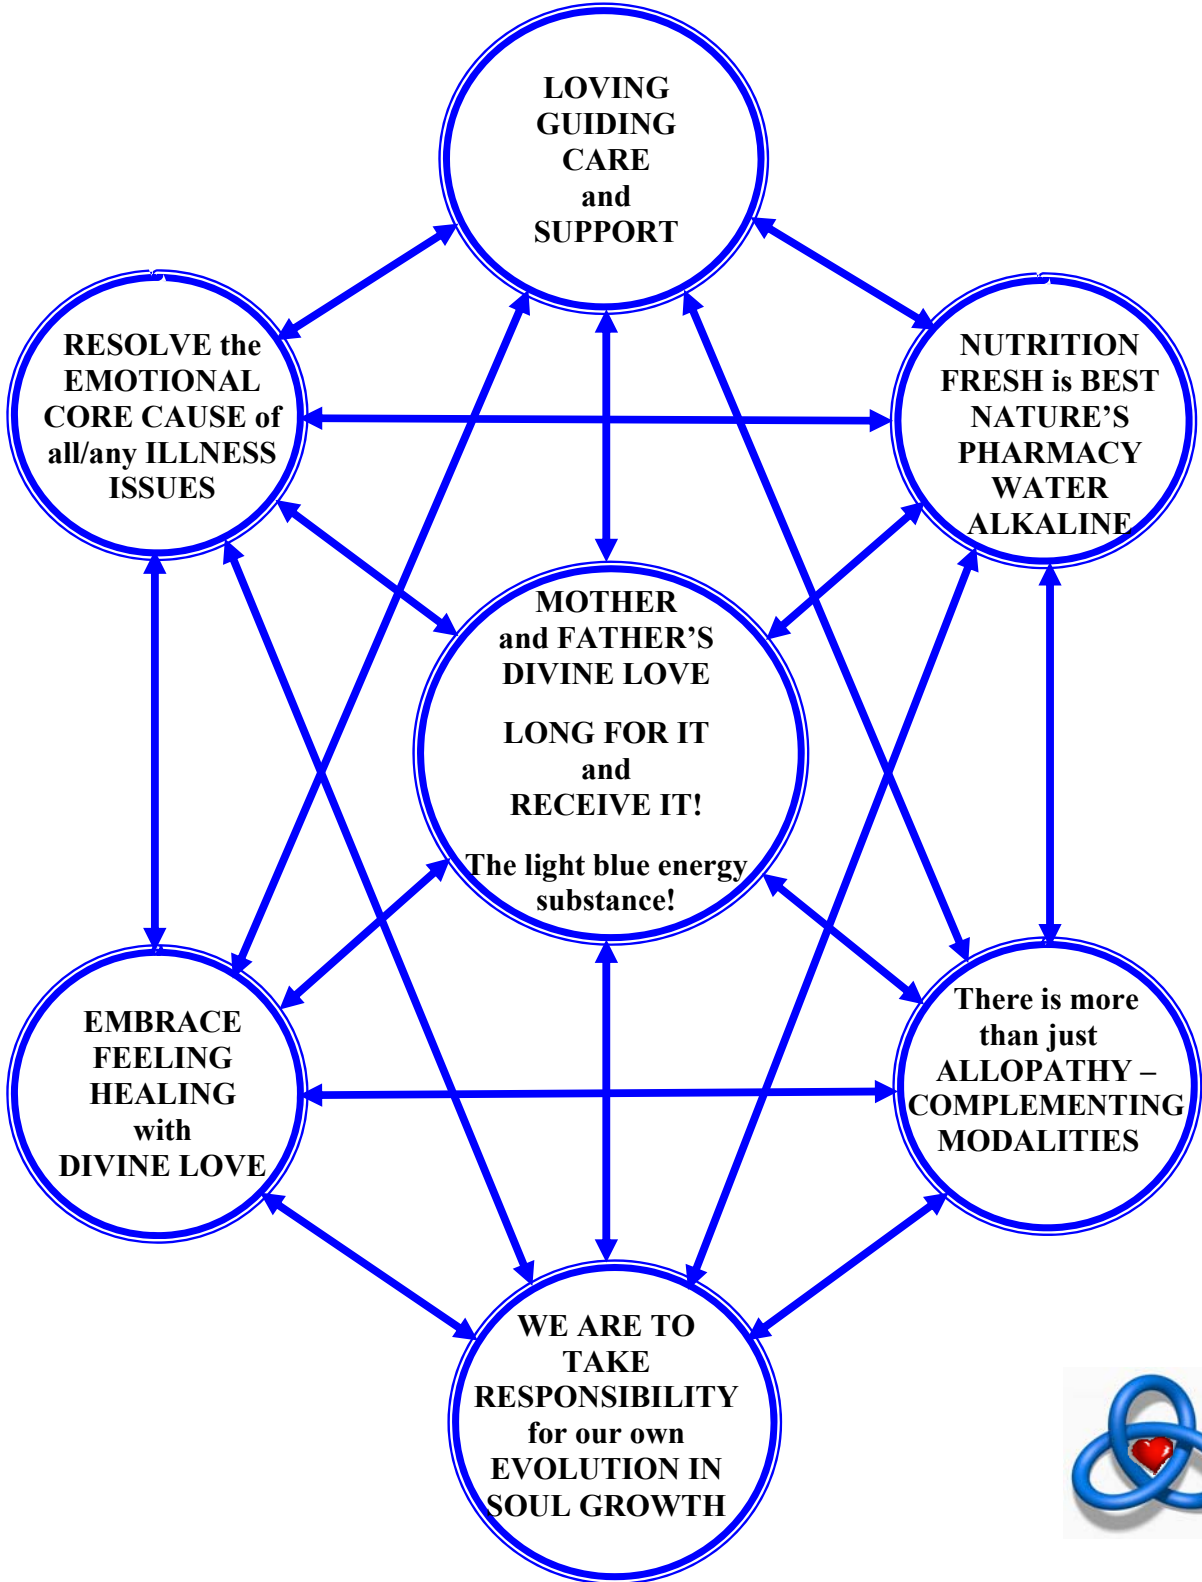 LOVING
GUIDING
CARE
and
SUPPORT
RESOLVE the
EMOTIONAL
CORE CAUSE of
all/any ILLNESS
ISSUES
NUTRITION
FRESH is BEST
NATURE’S
PHARMACY
WATER
ALKALINE
MOTHER
and FATHER’S
DIVINE LOVE
LONG FOR IT
and
RECEIVE IT!
The light blue energy
substance!
EMBRACE
FEELING
HEALING
with
DIVINE LOVE
There is more
than just
ALLOPATHY –
COMPLEMENTING
MODALITIES
WE ARE TO
TAKE
RESPONSIBILITY
for our own
EVOLUTION IN
SOUL GROWTH